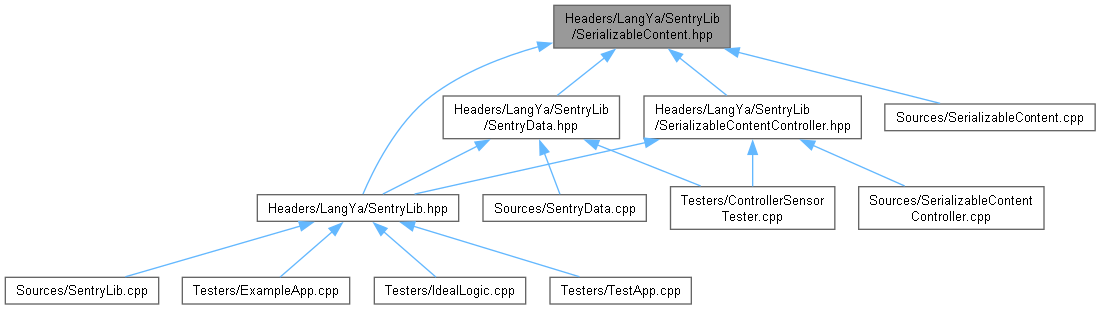 Headers/LangYa/SentryLib
/SerializableContent.hpp
Headers/LangYa/SentryLib
/SentryData.hpp
Headers/LangYa/SentryLib
/SerializableContentController.hpp
Sources/SerializableContent.cpp
Headers/LangYa/SentryLib.hpp
Sources/SentryData.cpp
Testers/ControllerSensor
Tester.cpp
Sources/SerializableContent
Controller.cpp
Sources/SentryLib.cpp
Testers/ExampleApp.cpp
Testers/IdealLogic.cpp
Testers/TestApp.cpp